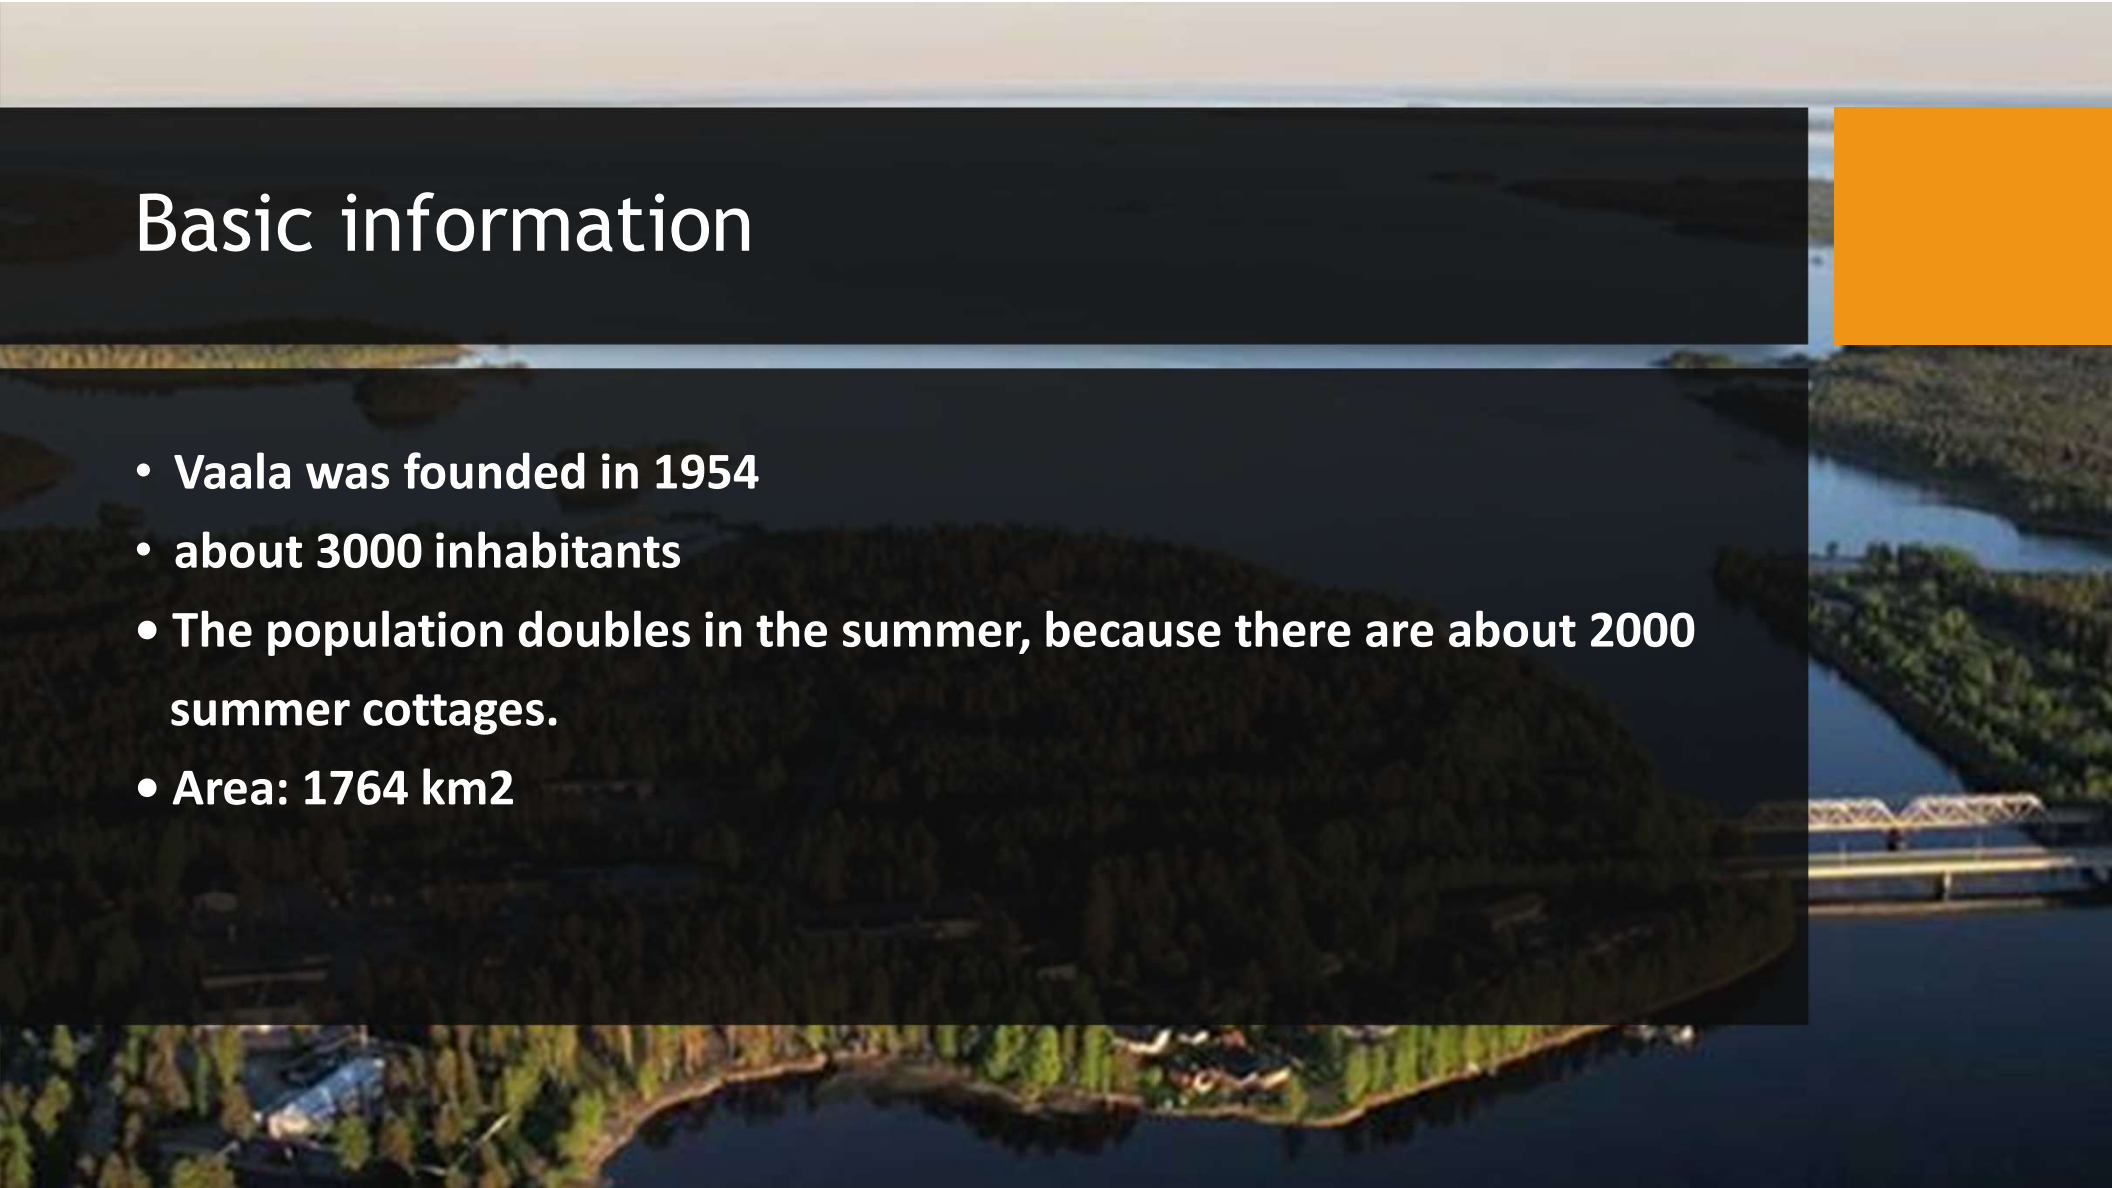 Basic information
• Vaala was founded in 1954
• about 3000 inhabitants
• The population doubles in the summer, because there are about 2000
summer cottages.
• Area: 1764 km2